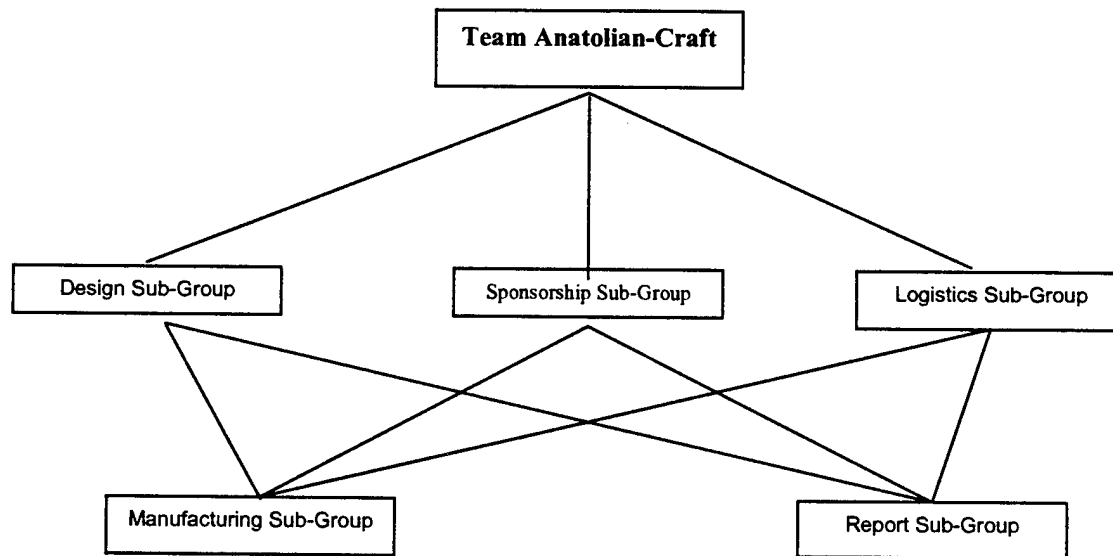 Team Anatolian-Craft
Design Sub-Group
Sponsorship Sub-Group
Logistics Sub-Group
Manufacturing Sub-Group
Report Sub-Group